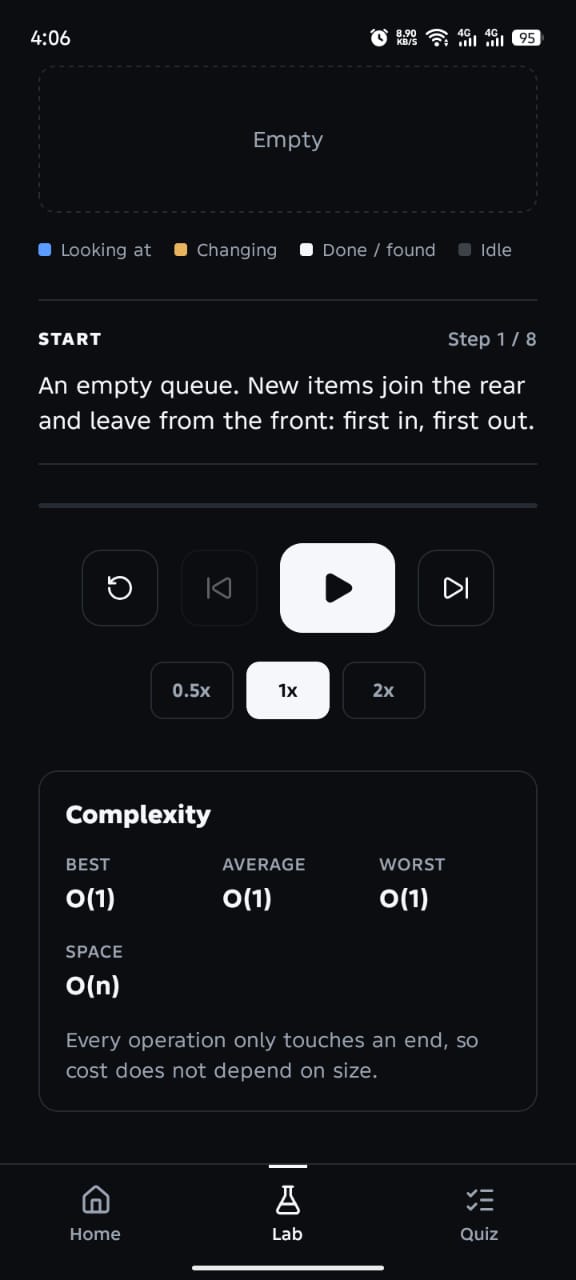 4:06
8.90
KB/S
4G
4G
95
Empty
Looking at
Changing
Done / found
Idle
START
Step 1 / 8
An empty queue. New items join the rear
and leave from the front: first in, first out.
0.5x
1x
2x
Complexity
BEST
AVERAGE
WORST
O(1)
O(1)
O(1)
SPACE
O(n)
Every operation only touches an end, so
cost does not depend on size.
Home
Lab
Quiz